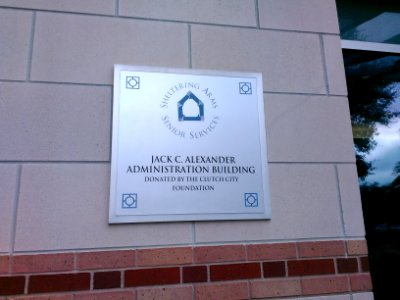 SHELTERING ARMS
SENIOR SERVICES
JACK C. ALEXANDER
ADMINISTRATION BUILDING
DONATED BY THE CLUTCH CITY
FOUNDATION